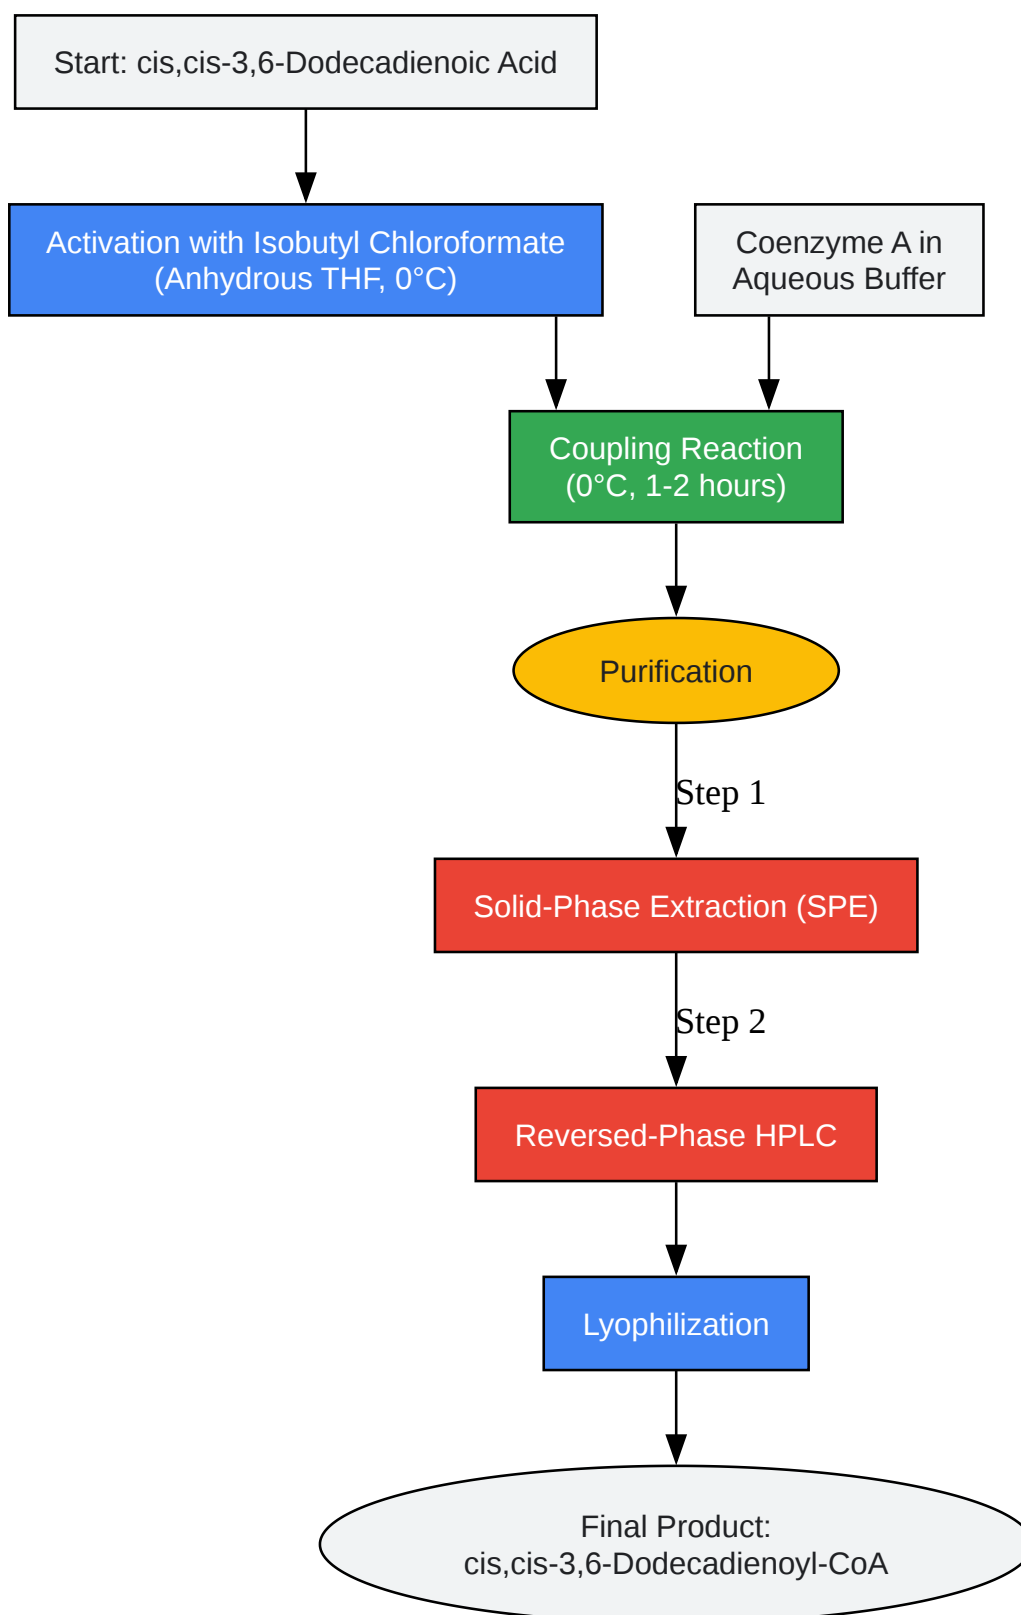 Start: cis,cis-3,6-Dodecadienoic Acid
Activation with Isobutyl Chloroformate
(Anhydrous THF, 0°C)
Coenzyme A in
Aqueous Buffer
Coupling Reaction
(0°C, 1-2 hours)
Purification
Step 1
Solid-Phase Extraction (SPE)
Step 2
Reversed-Phase HPLC
Lyophilization
Final Product:
cis,cis-3,6-Dodecadienoyl-CoA